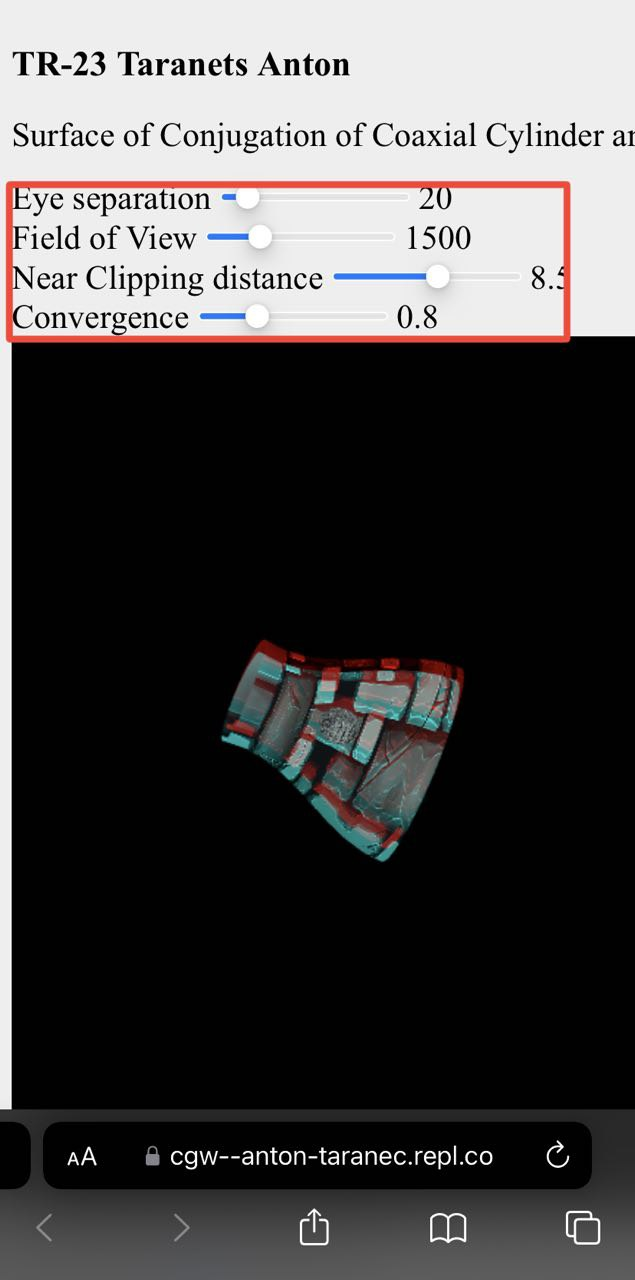 TR-23 Taranets Anton
Surface of Conjugation of Coaxial Cylinder
Eye separation 20
Field of View 1500
Near Clipping distance 8.5
Convergence 0.8
AA cgw--anton-taranec.repl.co